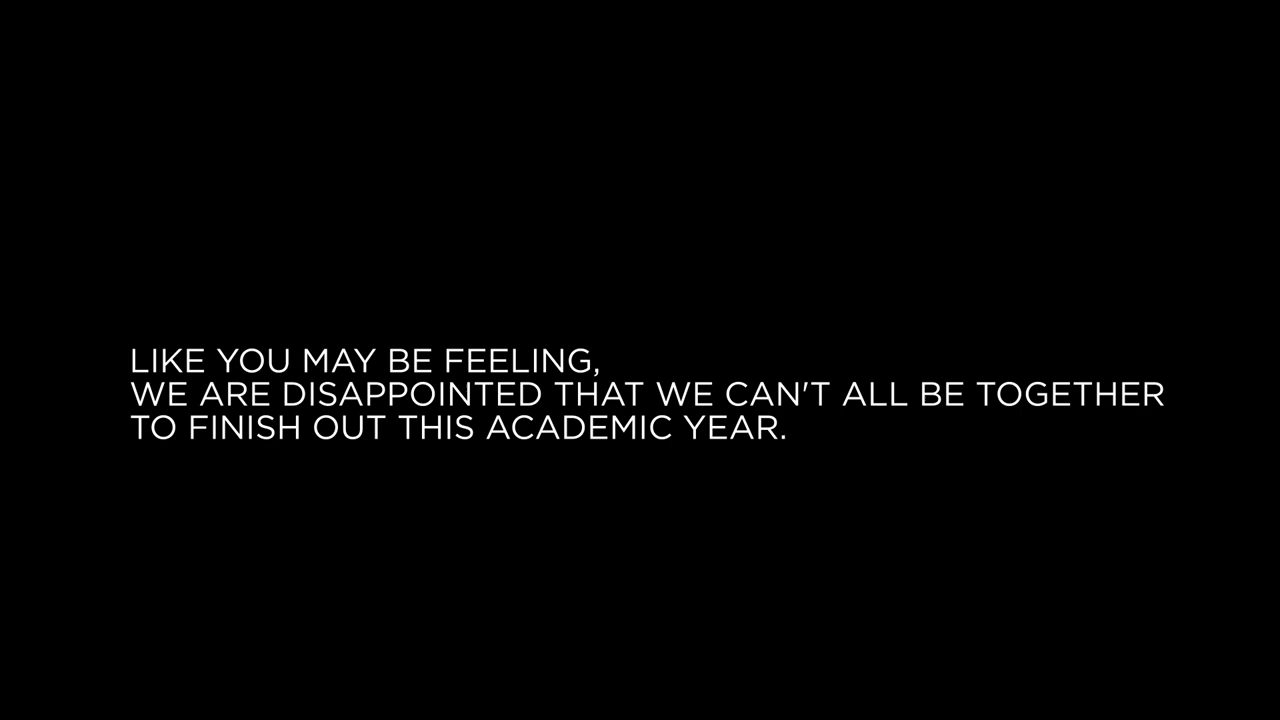 LIKE YOU MAY BE FEELING,
WE ARE DISAPPOINTED THAT WE CAN'T ALL BE TOGETHER
TO FINISH OUT THIS ACADEMIC YEAR.